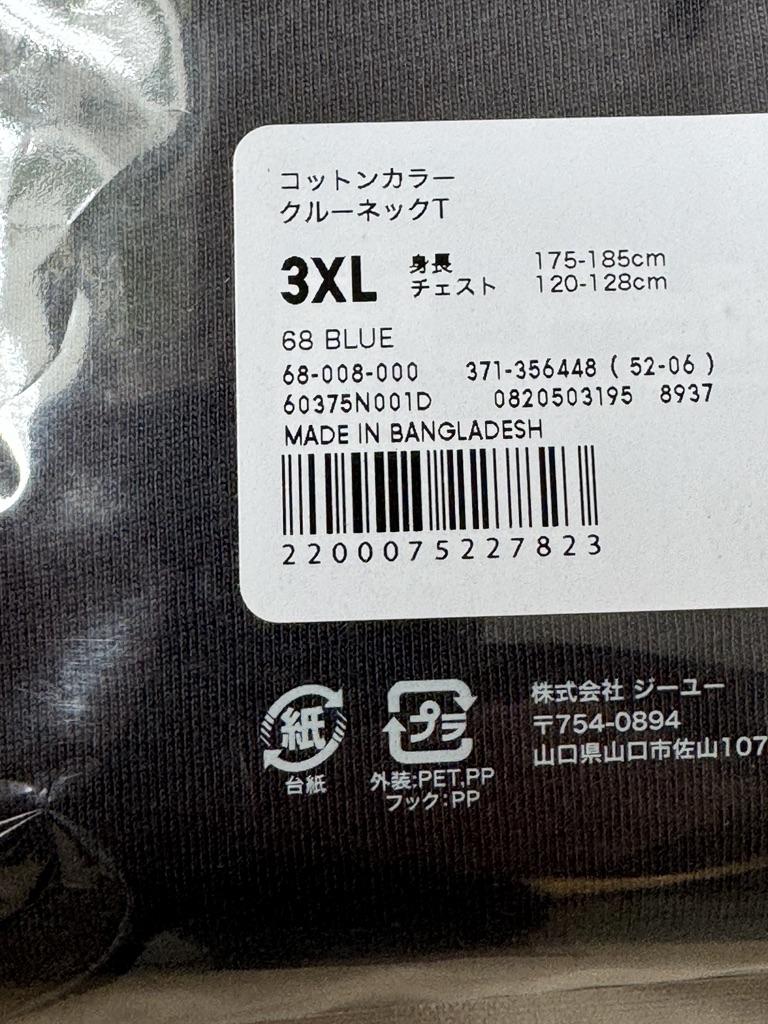 コットンカラー
クルーネックT
3XL 身長 175-185cm
チェスト 120-128cm
68 BLUE
68-008-000 371-356448 ( 52-06 )
60375N001D 0820503195 8937
MADE IN BANGLADESH
2200075227823
紙
台紙
プラ
外装:PET,PP
フック:PP
株式会社 ジーユー
〒754-0894
山口県山口市佐山107